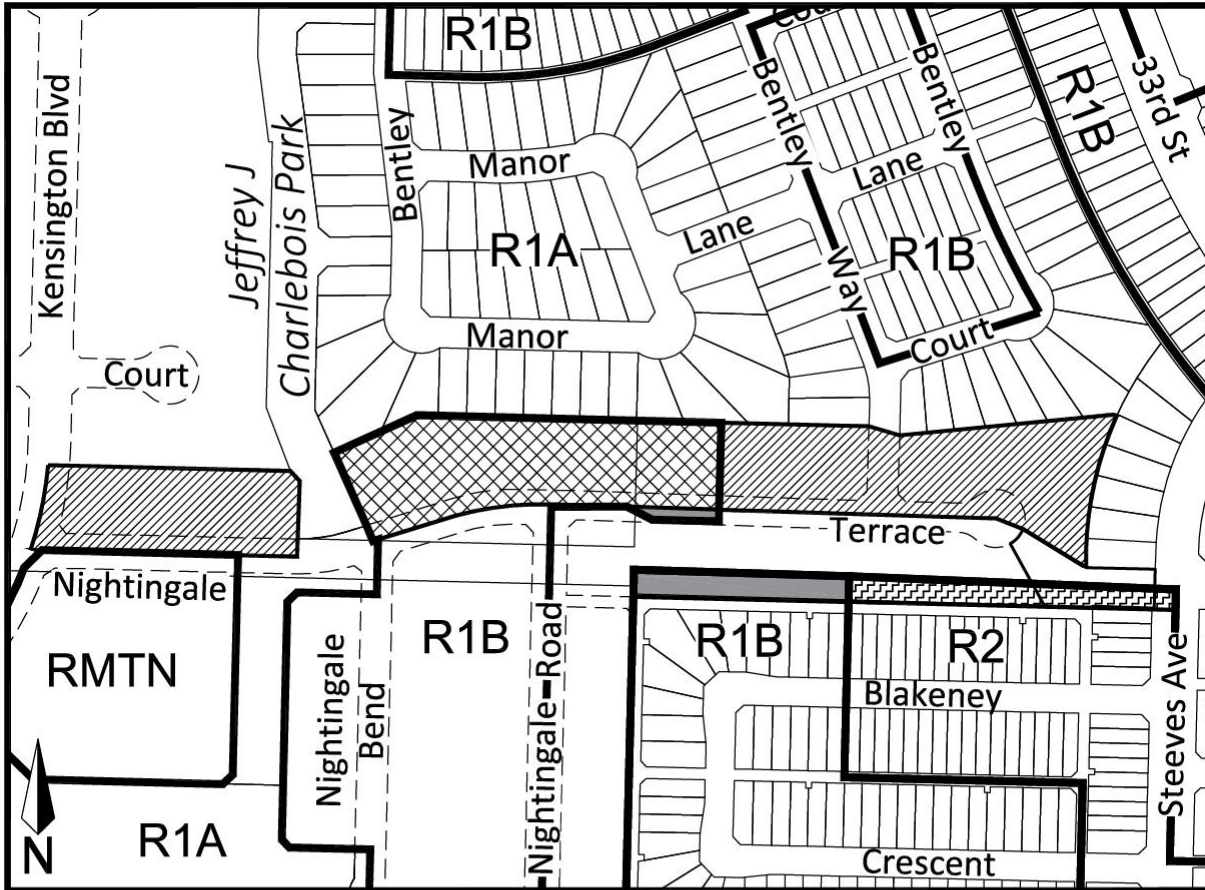 R1B
Cou
Bentley
Bentley
33rd St
R1B
Kensington Blvd
Jeffrey J
Charlebois Park
Bentley
Manor
Lane
Lane
R1A
R1B
Way
Manor
Court
Court
Terrace
Nightingale
R1B
Nightingale Road
R1B
R2
RMTN
Nightingale
Bend
Blakeney
Steeves Ave
R1A
Crescent
N